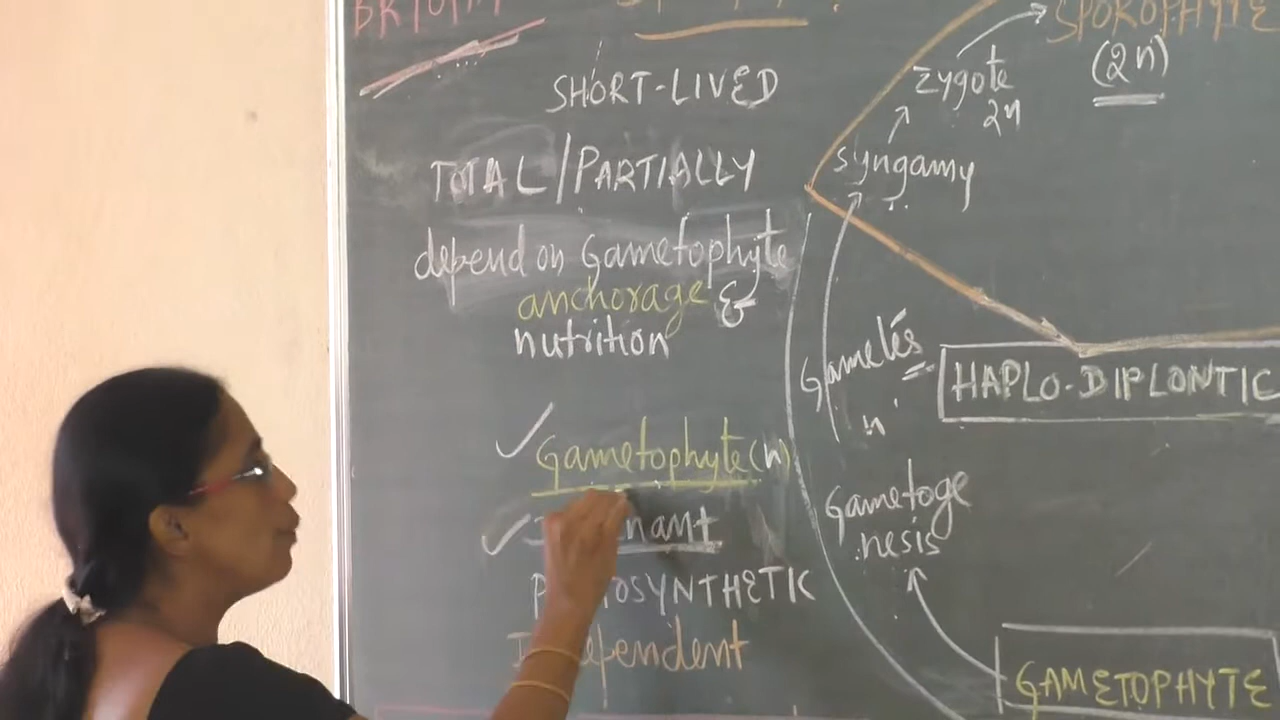 SHORT-LIVED
TOTAL/PARTIALLY
depend on Gametophyte
anchorage &
nutrition
Gametophyte(n)
Independent
SPOROPHYTE
(2n)
zygote
2n
syngamy
Gametes
n
HAPLO-DIPLONTIC
Gametoge
nesis
GAMETOPHYTE